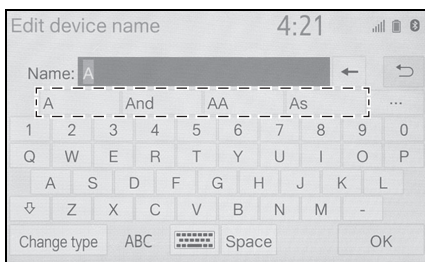 Edit device name 4:21
Name: A
A And AA As ...
1 2 3 4 5 6 7 8 9 0
Q W E R T Y U I O P
A S D F G H J K L
Z X C V B N M -
Change type ABC Space OK